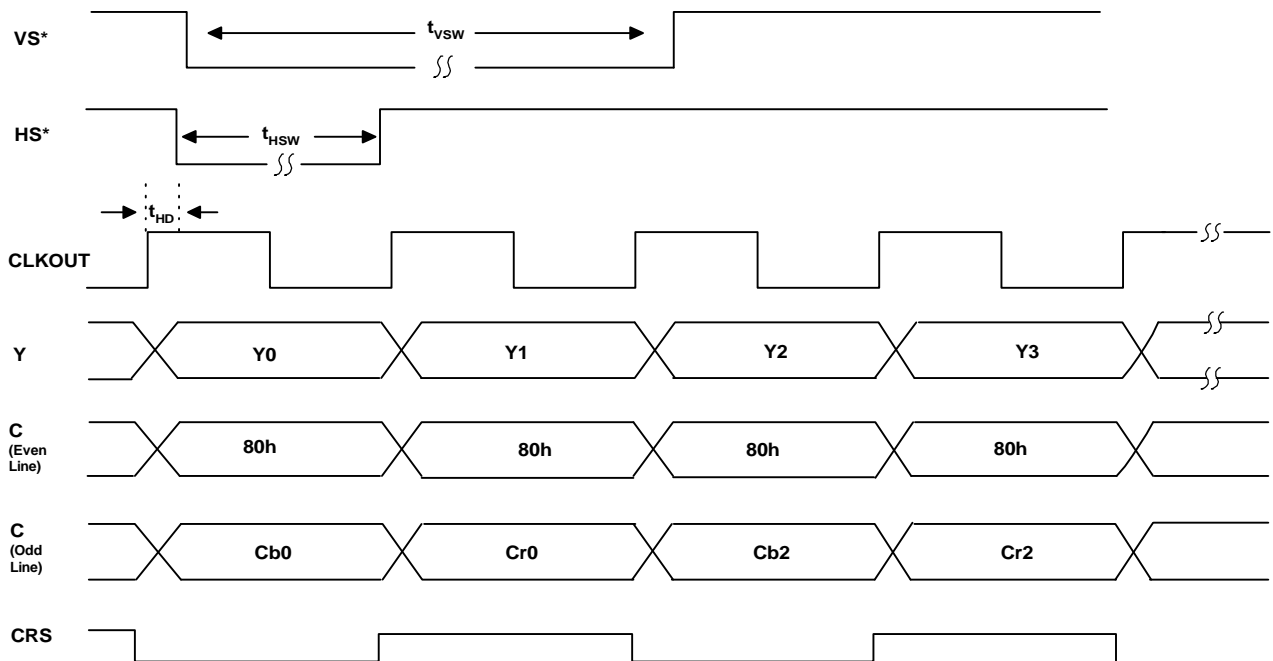 VS*
tVSW
HS*
tHSW
tHD
CLKOUT
Y
Y0
Y1
Y2
Y3
C
(Even
Line)
80h
80h
80h
80h
C
(Odd
Line)
Cb0
Cr0
Cb2
Cr2
CRS